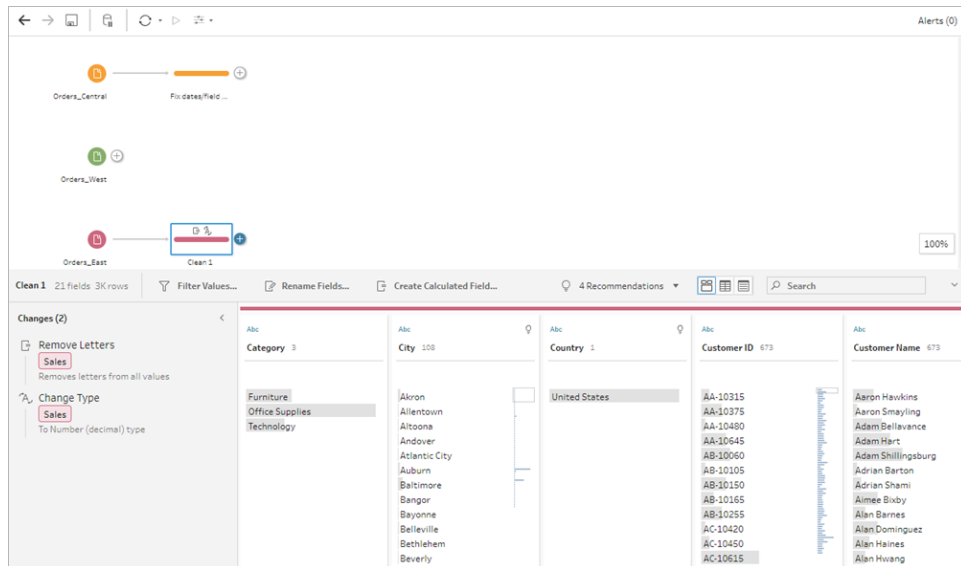 Alerts (0)
Orders_Central
Fix dates/field ...
Orders_West
Orders_East
Clean 1
100%
Clean 1 21 fields 3K rows Filter Values... Rename Fields... Create Calculated Field... 4 Recommendations Search
Changes (2)
Remove Letters
Sales
Removes letters from all values
Change Type
Sales
To Number (decimal) type
Abc
Category 3
Furniture
Office Supplies
Technology
Abc
City 108
Akron
Allentown
Altoona
Andover
Atlantic City
Auburn
Baltimore
Bangor
Bayonne
Belleville
Bethlehem
Beverly
Abc
Country 1
United States
Abc
Customer ID 673
AA-10315
AA-10375
AA-10480
AA-10645
AB-10060
AB-10105
AB-10150
AB-10165
AB-10255
AC-10420
AC-10450
AC-10615
Abc
Customer Name 673
Aaron Hawkins
Aaron Smayling
Adam Bellavance
Adam Hart
Adam Shillingsburg
Adrian Barton
Adrian Shami
Aimee Bixby
Alan Barnes
Alan Dominguez
Alan Haines
Alan Hwang